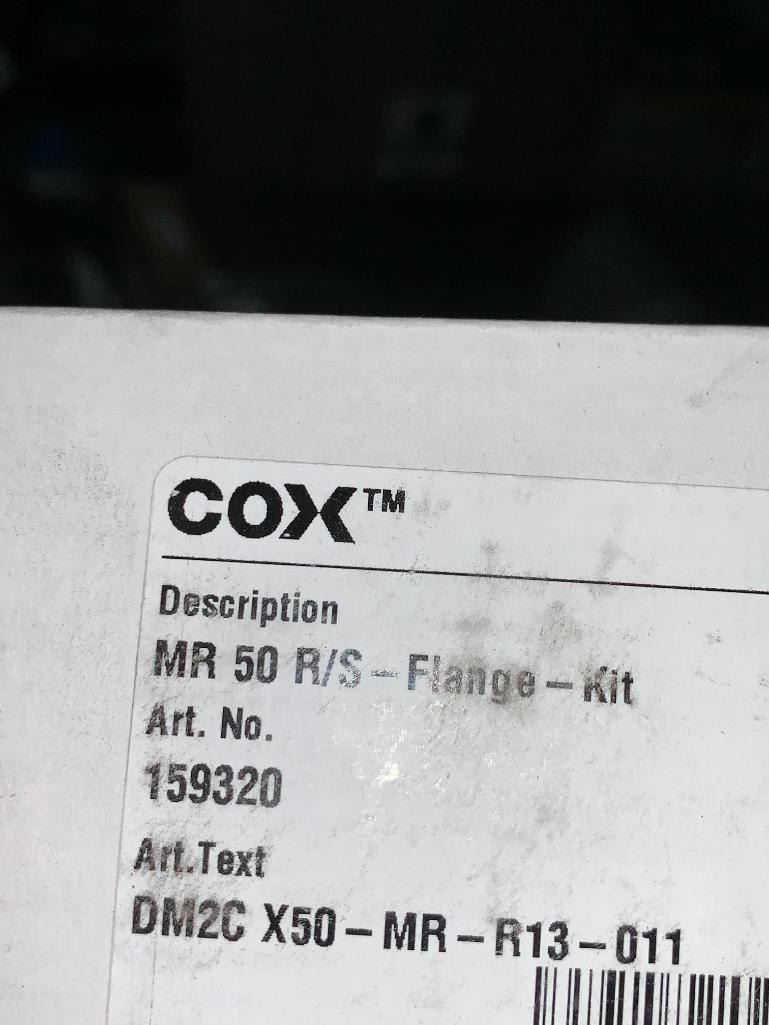 COX™
Description
MR 50 R/S – Flange – Kit
Art. No.
159320
Art.Text
DM2C X50 – MR – R13 – 011